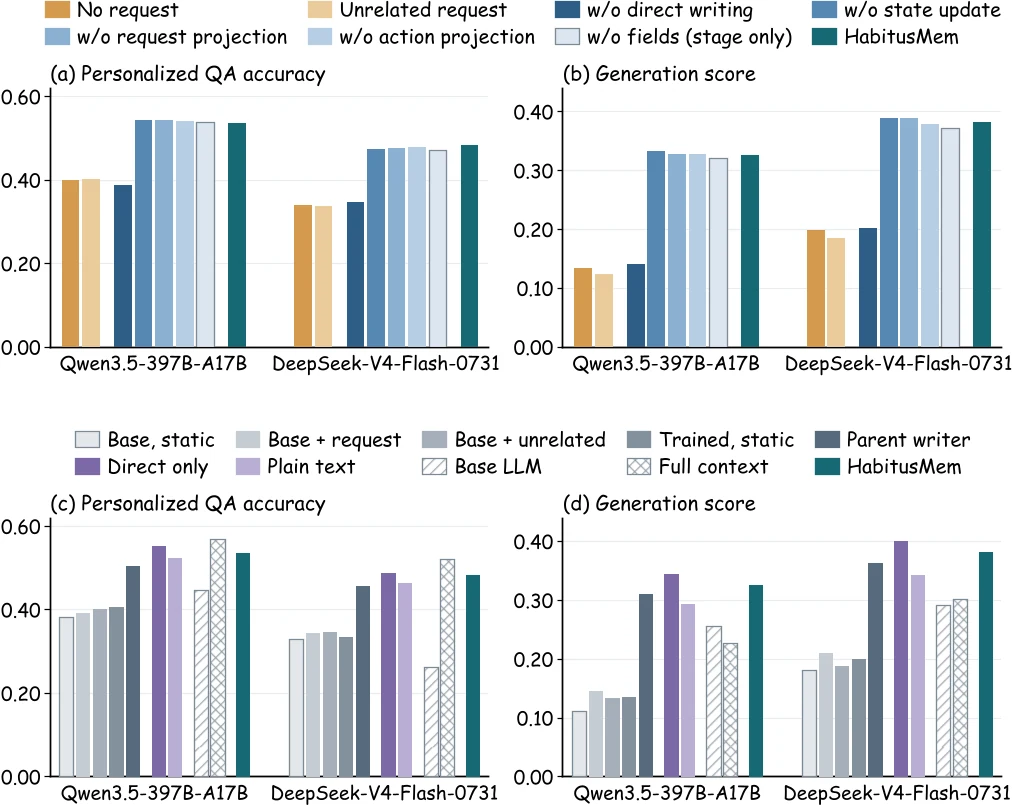 No request
Unrelated request
w/o direct writing
w/o state update
w/o request projection
w/o action projection
w/o fields (stage only)
HabitusMem
(a) Personalized QA accuracy
0.60
0.40
0.20
0.00
Qwen3.5-397B-A17B
DeepSeek-V4-Flash-0731
(b) Generation score
0.40
0.30
0.20
0.10
0.00
Qwen3.5-397B-A17B
DeepSeek-V4-Flash-0731
Base, static
Base + request
Base + unrelated
Trained, static
Parent writer
Direct only
Plain text
Base LLM
Full context
HabitusMem
(c) Personalized QA accuracy
0.60
0.40
0.20
0.00
Qwen3.5-397B-A17B
DeepSeek-V4-Flash-0731
(d) Generation score
0.40
0.30
0.20
0.10
0.00
Qwen3.5-397B-A17B
DeepSeek-V4-Flash-0731